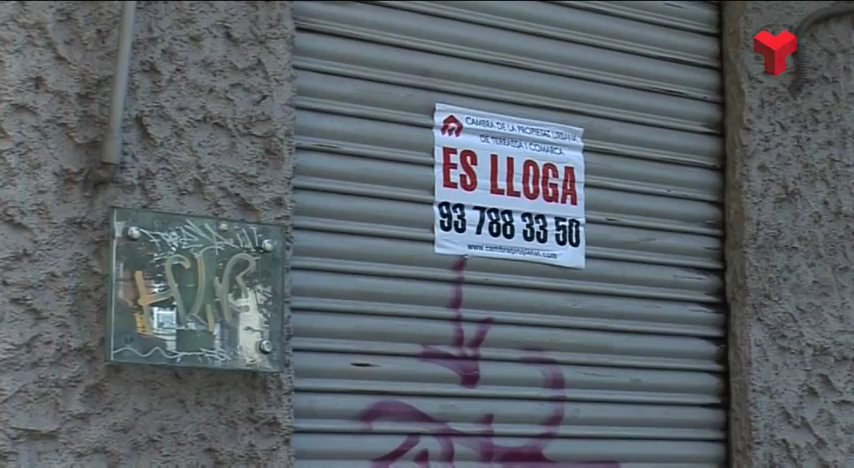 CAMBRA DE LA PROPIETAT URBANA
DE TERRASSA I COMARCA
ES LLOGA
93 788 33 50
www.cambrapropietat.com